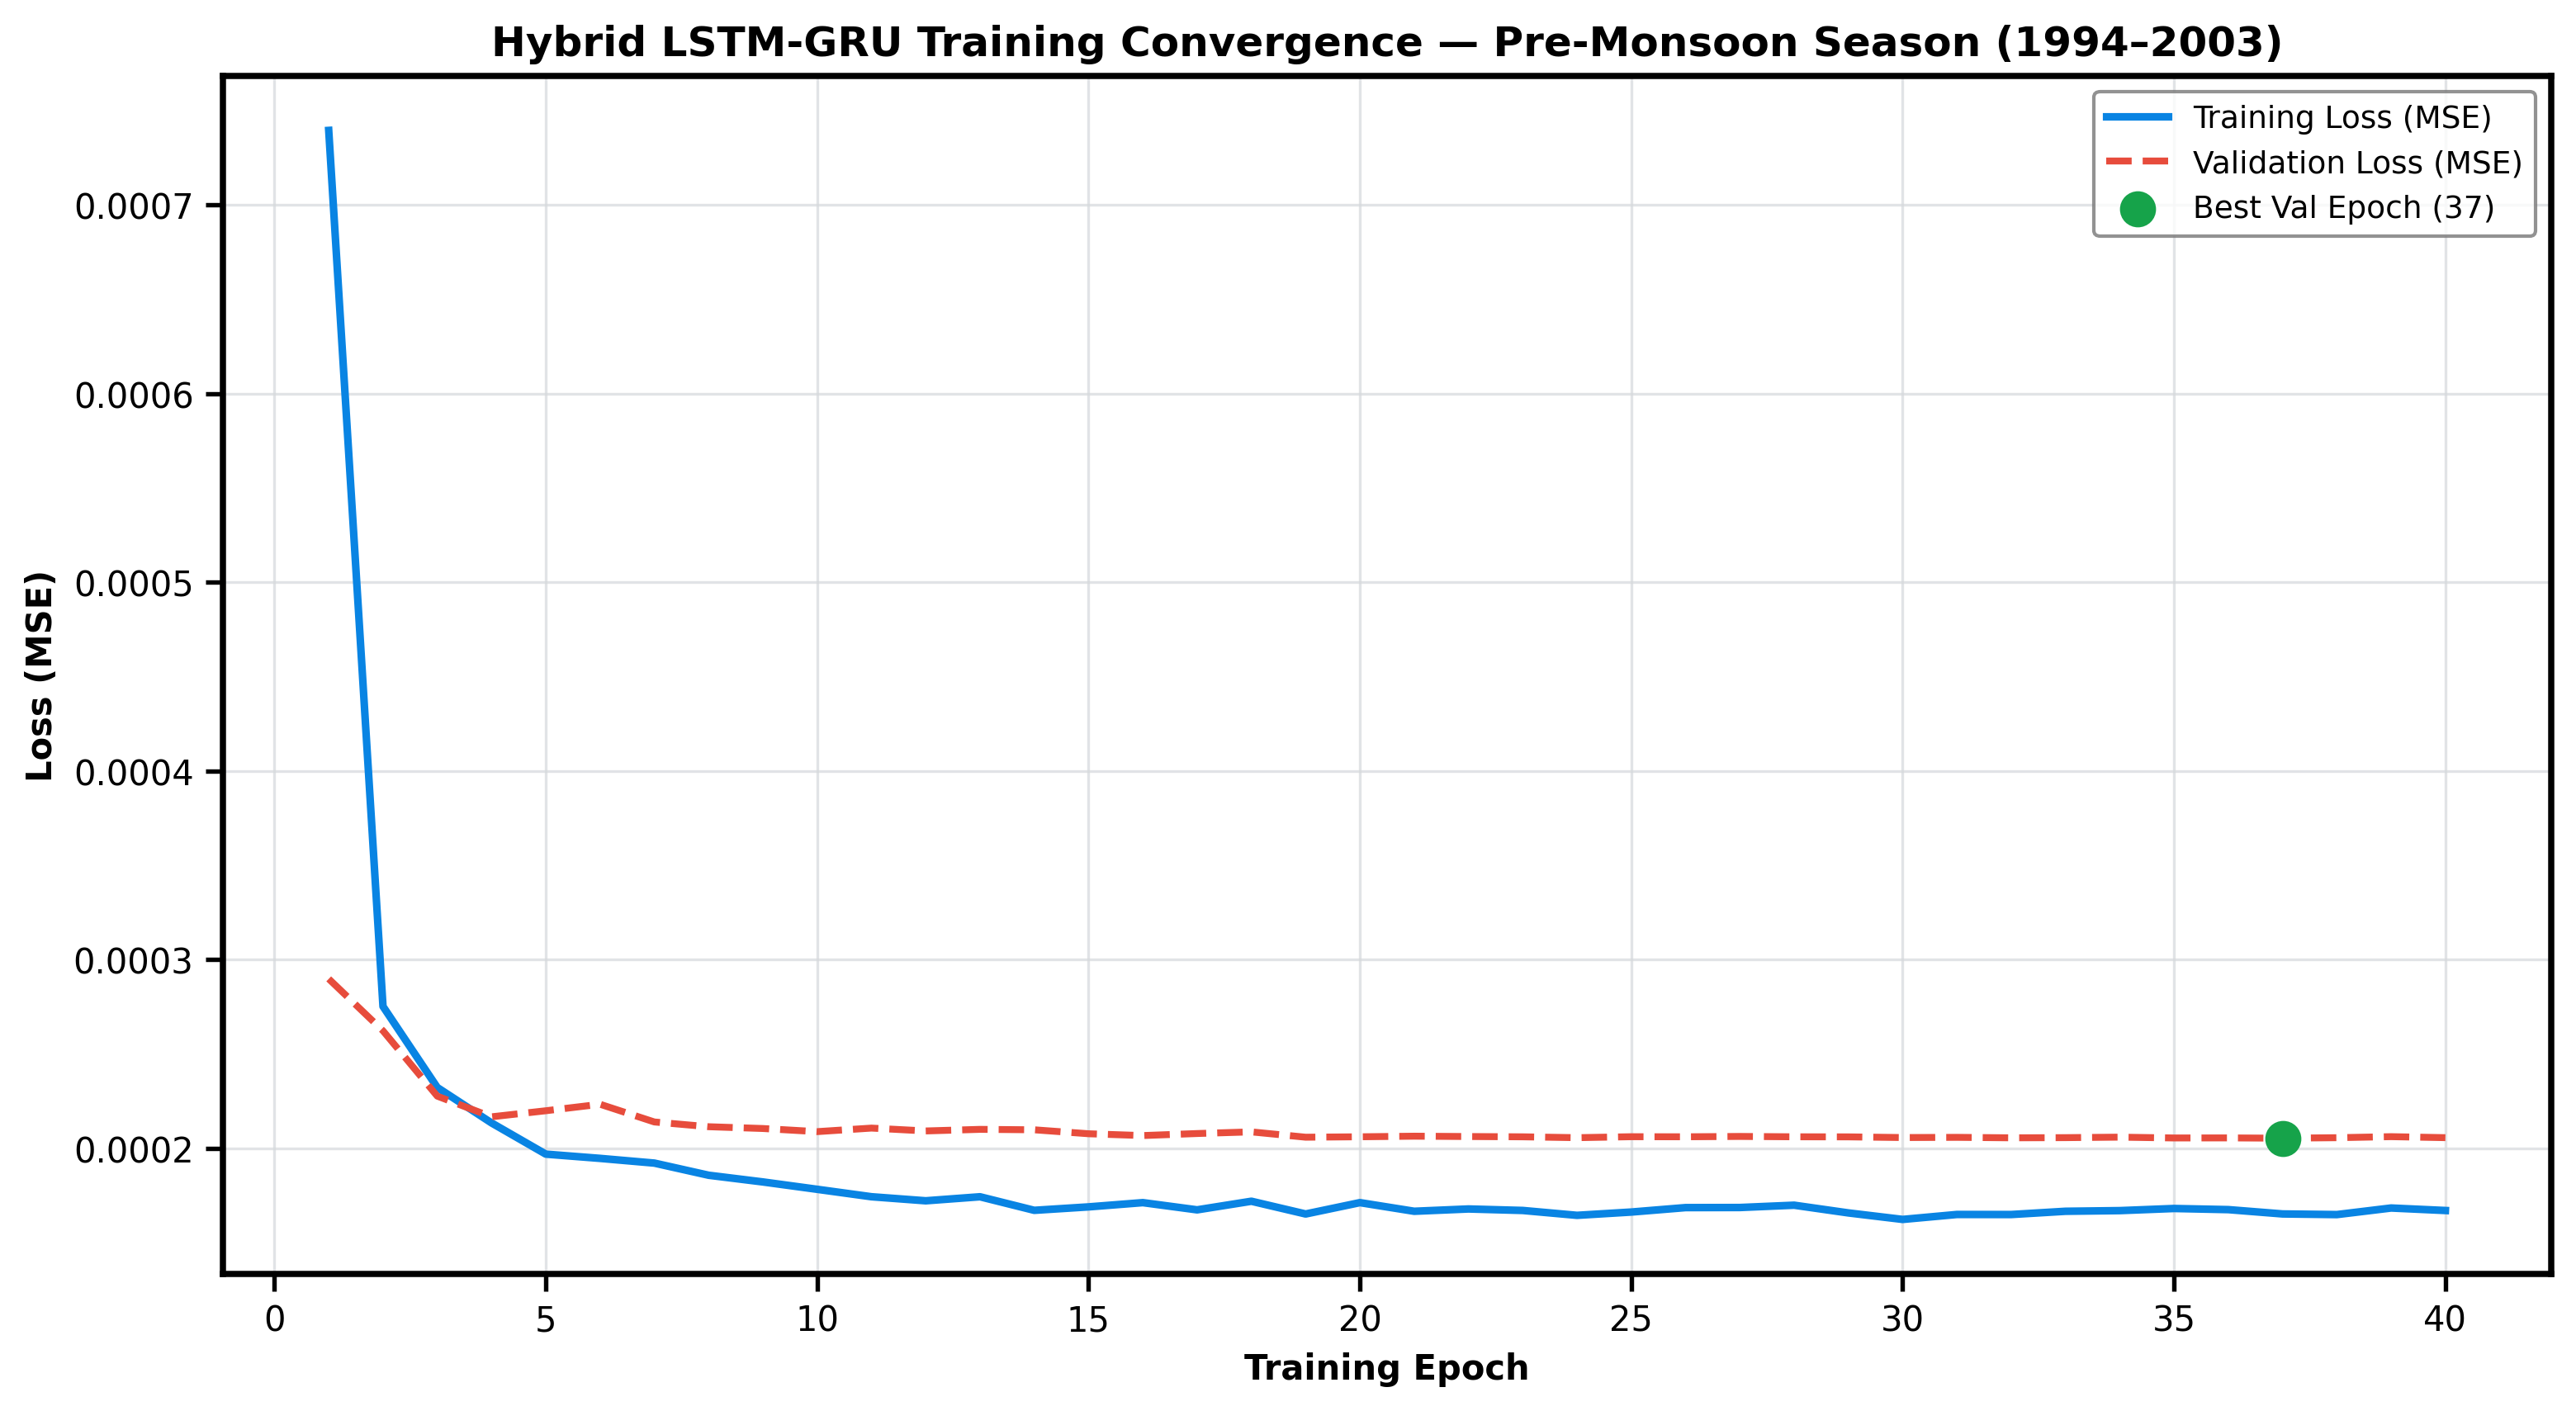 Hybrid LSTM-GRU Training Convergence — Pre-Monsoon Season (1994–2003)
Training Loss (MSE)
Validation Loss (MSE)
Best Val Epoch (37)
Loss (MSE)
0.0007
0.0006
0.0005
0.0004
0.0003
0.0002
0 5 10 15 20 25 30 35 40
Training Epoch